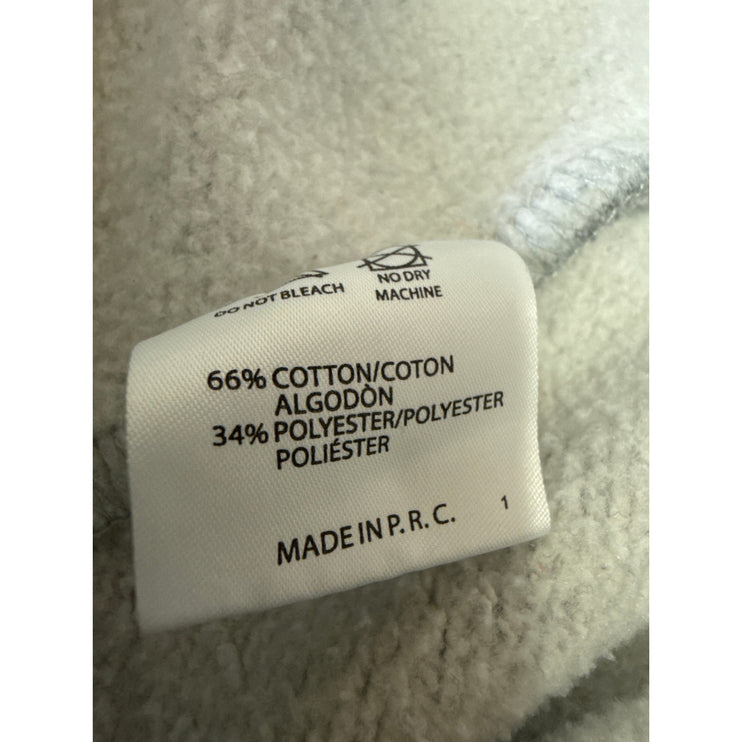 DO NOT BLEACH
NO DRY
MACHINE
66% COTTON/COTON
ALGODÒN
34% POLYESTER/POLYESTER
POLIÉSTER
MADE IN P. R. C.
1